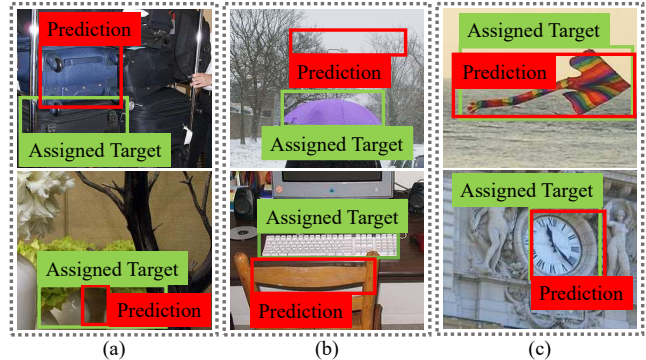 Prediction
Assigned Target
Assigned Target
Prediction
(a)
Prediction
Assigned Target
Assigned Target
Prediction
(b)
Assigned Target
Prediction
Assigned Target
Prediction
(c)